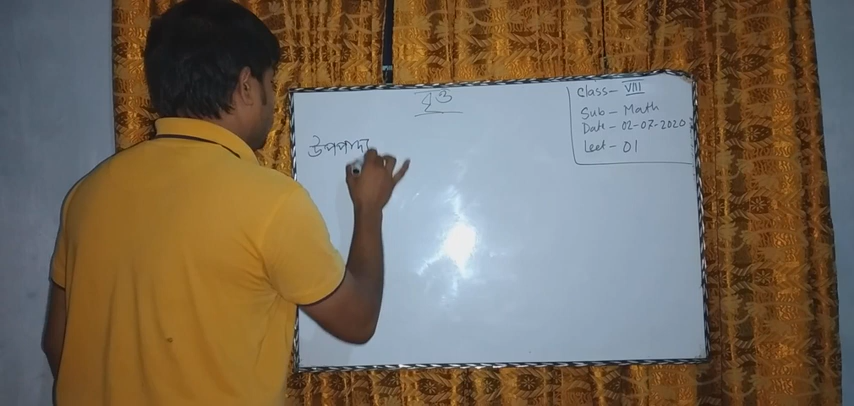 বৃত্ত
উপপাদ্য
Class- VIII
Sub - Math
Date - 02-07-2020
Lect - 01